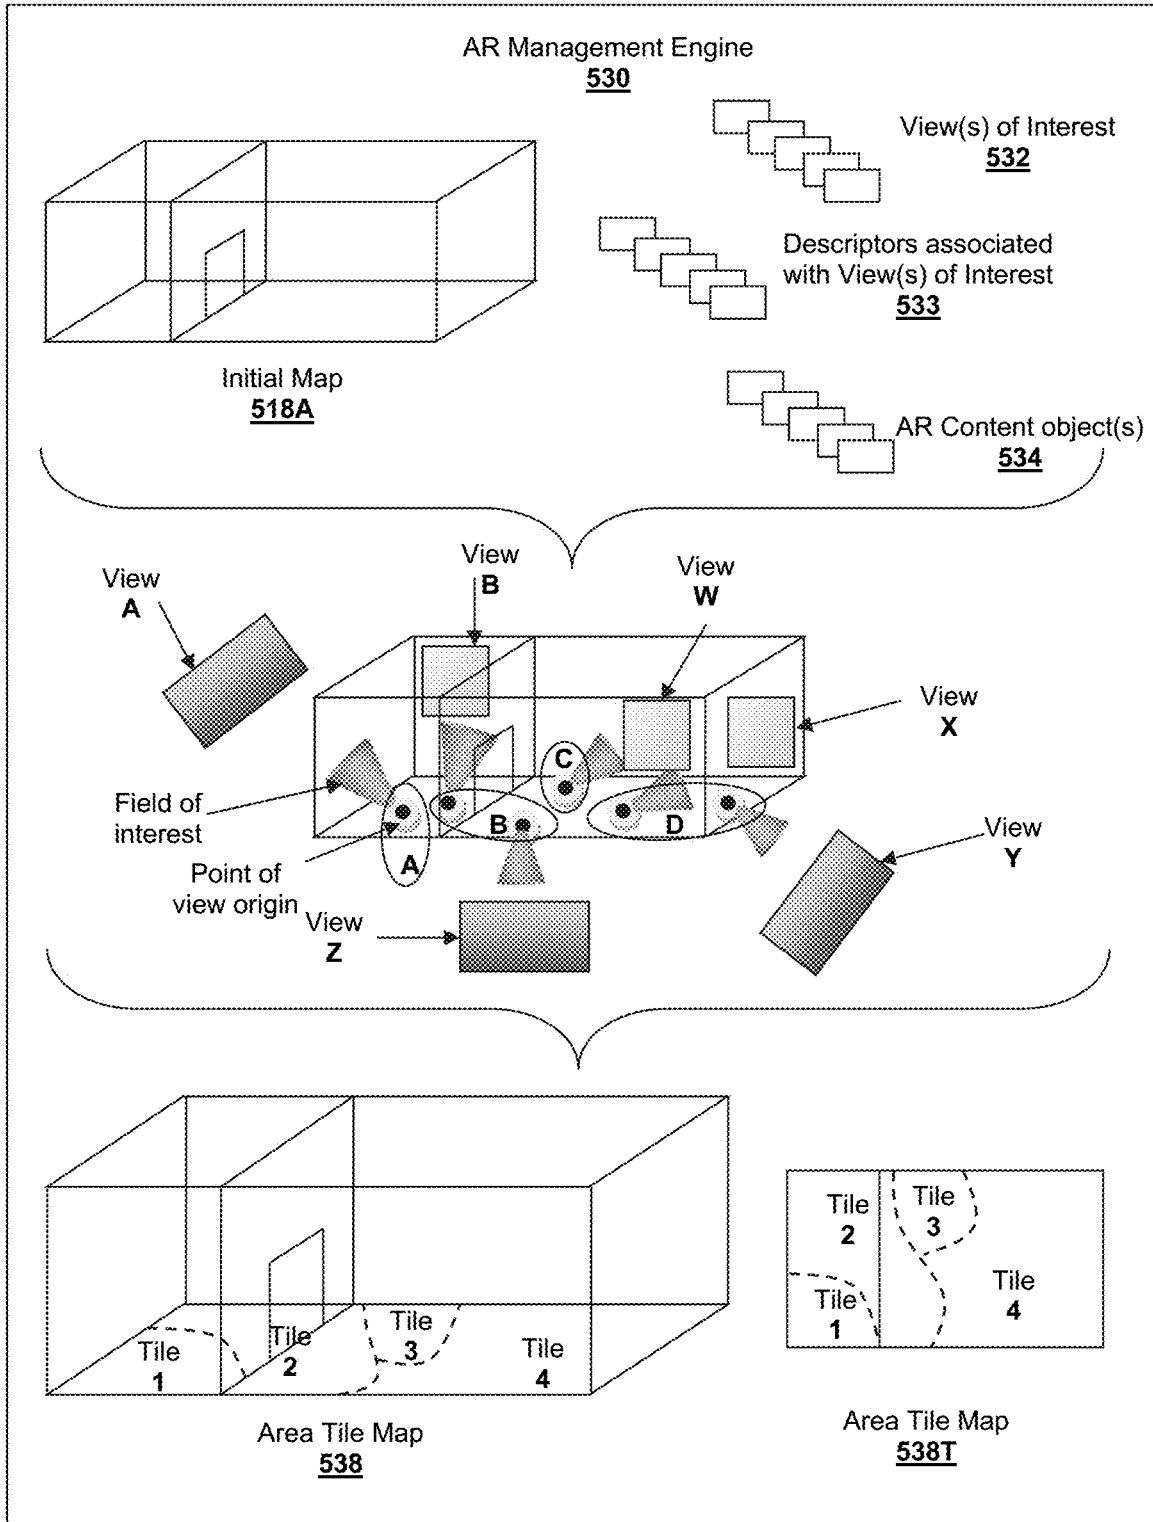 AR Management Engine
530
View(s) of Interest
532
Descriptors associated
with View(s) of Interest
533
Initial Map
518A
AR Content object(s)
534
View
A
View
B
View
W
View
X
C
Field of
interest
B
D
A
Point of
view origin
View
Y
View
Z
Tile
1
Tile
2
Tile
3
Tile
4
Area Tile Map
538
Tile
2
Tile
3
Tile
1
Tile
4
Area Tile Map
538T